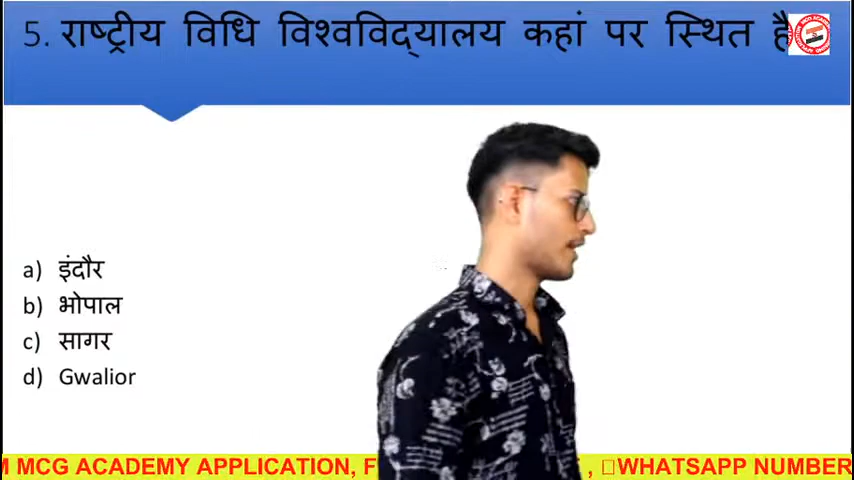 5. राष्ट्रीय विधि विश्वविद्यालय कहां पर स्थित है
a) इंदौर
b) भोपाल
c) सागर
d) Gwalior
M MCG ACADEMY APPLICATION, F , WHATSAPP NUMBER